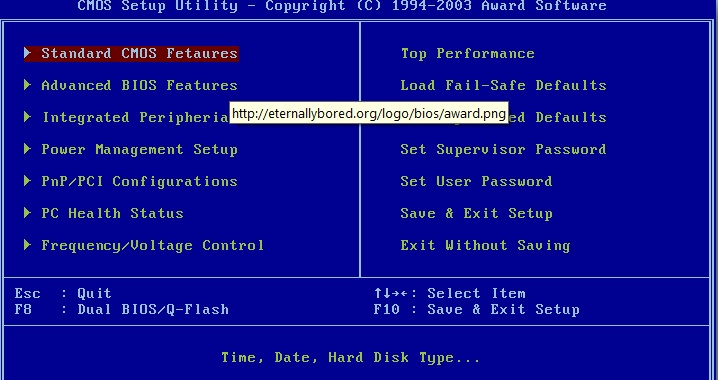 CMOS Setup Utility - Copyright (C) 1994-2003 Award Software
Standard CMOS Fetaures
Advanced BIOS Features
Integrated Periphera
Power Management Setup
PnP/PCI Configurations
PC Health Status
Frequency/Voltage Control
Top Performance
Load Fail-Safe Defaults
http://eternallybored.org/logo/bios/award.png
ed Defaults
Set Supervisor Password
Set User Password
Save & Exit Setup
Exit Without Saving
Esc : Quit
F8 : Dual BIOS/Q-Flash
↑↓→←: Select Item
F10 : Save & Exit Setup
Time, Date, Hard Disk Type...